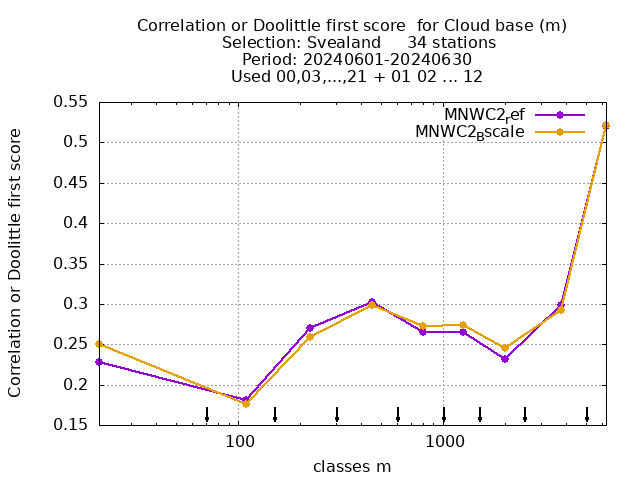 Correlation or Doolittle first score  for Cloud base (m)
Selection: Svealand     34 stations
Period: 20240601-20240630
Used 00,03,...,21 + 01 02 ... 12
MNWC2ref
MNWC2Bscale
Correlation or Doolittle first score
0.55
0.5
0.45
0.4
0.35
0.3
0.25
0.2
0.15
100 1000
classes m